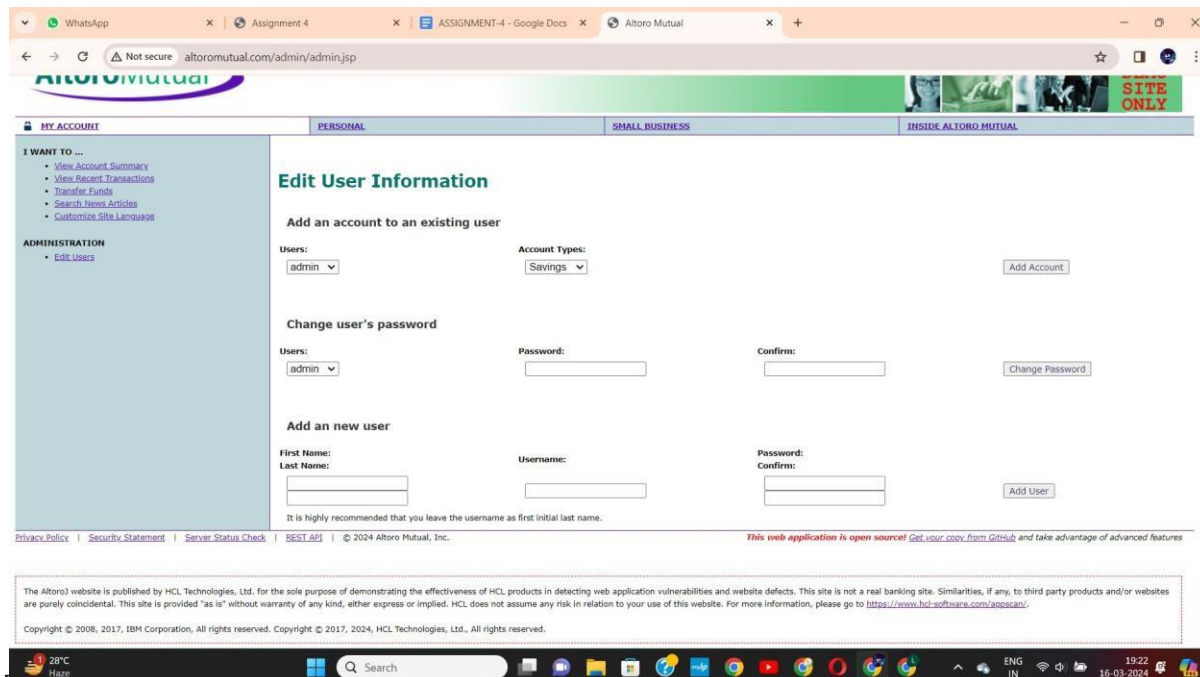 WhatsApp
Assignment 4
ASSIGNMENT-4 - Google Docs
Altoro Mutual
Not secure altoromutual.com/admin/admin.jsp
AltoroMutual
DEMO
SITE
ONLY
MY ACCOUNT PERSONAL SMALL BUSINESS INSIDE ALTORO MUTUAL
I WANT TO ...
View Account Summary
View Recent Transactions
Transfer Funds
Search News Articles
Customize Site Language
ADMINISTRATION
Edit Users
Edit User Information
Add an account to an existing user
Users: Account Types:
admin Savings Add Account
Change user's password
Users: Password: Confirm:
admin Change Password
Add an new user
First Name: Username: Password:
Last Name: Confirm:
Add User
It is highly recommended that you leave the username as first initial last name.
Privacy Policy | Security Statement | Server Status Check | REST API | © 2024 Altoro Mutual, Inc. This web application is open source! Get your copy from GitHub and take advantage of advanced features
The AltoroJ website is published by HCL Technologies, Ltd. for the sole purpose of demonstrating the effectiveness of HCL products in detecting web application vulnerabilities and website defects. This site is not a real banking site. Similarities, if any, to third party products and/or websites
are purely coincidental. This site is provided "as is" without warranty of any kind, either express or implied. HCL does not assume any risk in relation to your use of this website. For more information, please go to https://www.hcl-software.com/appscan/.
Copyright © 2008, 2017, IBM Corporation, All rights reserved. Copyright © 2017, 2024, HCL Technologies, Ltd., All rights reserved.
1 28°C
Haze
Search
ENG
IN
19:22
16-03-2024